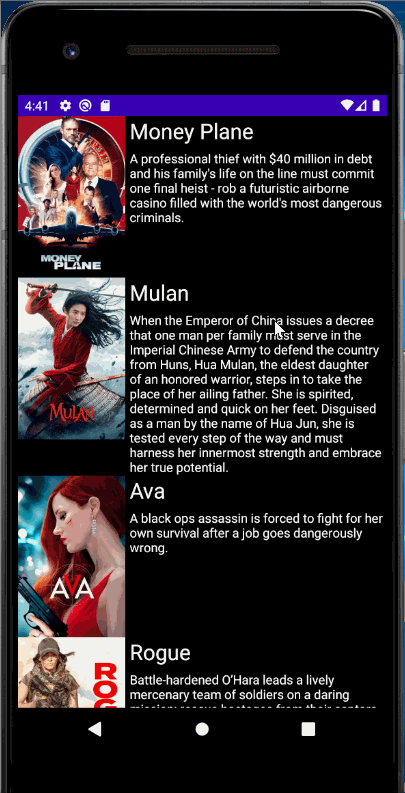 4:41
Money Plane
A professional thief with $40 million in debt
and his family's life on the line must commit
one final heist - rob a futuristic airborne
casino filled with the world's most dangerous
criminals.
MONEY
PLANE
Mulan
When the Emperor of China issues a decree
that one man per family must serve in the
Imperial Chinese Army to defend the country
from Huns, Hua Mulan, the eldest daughter
of an honored warrior, steps in to take the
place of her ailing father. She is spirited,
determined and quick on her feet. Disguised
as a man by the name of Hua Jun, she is
tested every step of the way and must
harness her innermost strength and embrace
her true potential.
MULAN
Ava
A black ops assassin is forced to fight for her
own survival after a job goes dangerously
wrong.
AVA
Rogue
Battle-hardened O'Hara leads a lively
mercenary team of soldiers on a daring
mission: rescue hostages from their captors
ROG